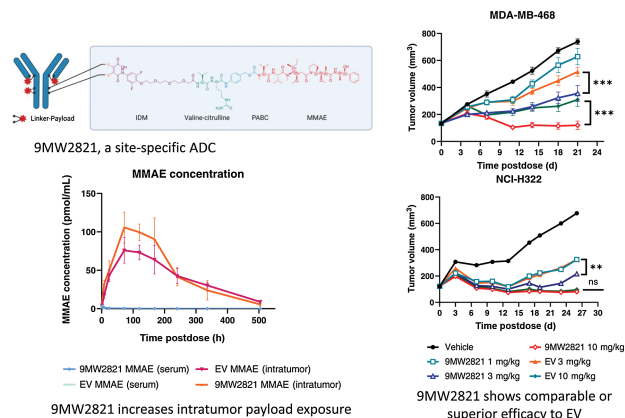 Linker-Payload
IDM
Valine-citrulline
PABC
MMAE
9MW2821, a site-specific ADC
MDA-MB-468
Tumor volume (mm³)
800
600
400
200
0
0 4 8 12 16 20 24
***
***
Time postdose (d)
MMAE concentration
MMAE concentration (pmol/mL)
150
100
50
0
0 100 200 300 400 500
Time postdose (h)
9MW2821 MMAE (serum)
EV MMAE (intratumor)
EV MMAE (serum)
9MW2821 MMAE (intratumor)
9MW2821 increases intratumor payload exposure
NCI-H322
Tumor volume (mm³)
800
600
400
200
0
0 3 6 9 12 15 18 21 24 27 30
**
ns
Time postdose (d)
Vehicle
9MW2821 10 mg/kg
9MW2821 1 mg/kg
EV 3 mg/kg
9MW2821 3 mg/kg
EV 10 mg/kg
9MW2821 shows comparable or
superior efficacy to EV